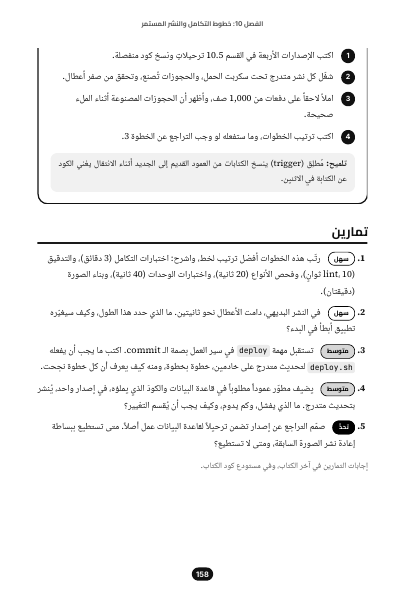 الفصل 10: خطوط التكامل والنشر المستمر
1 اكتب الإصدارات الأربعة في القسم 10.5 ترحيلاتٍ ونسخ كود منفصلة.
2 شغّل كل نشر متدرج تحت سكربت الحمل، والحجوزات تُصنع، وتحقق من صفر أعطال.
3 املأ لاحقاً على دفعات من 1,000 صف، وأظهر أن الحجوزات المصنوعة أثناء الملء
صحيحة.
4 اكتب ترتيب الخطوات، وما ستفعله لو وجب التراجع عن الخطوة 3.
تلميح: مُطلِق (trigger) ينسخ الكتابات من العمود القديم إلى الجديد أثناء الانتقال يغني الكود
عن الكتابة في الاثنين.
تمارين
1. سهل رتّب هذه الخطوات أفضل ترتيب لخط، واشرح: اختبارات التكامل (3 دقائق)، والتدقيق
lint, 10) ثوانٍ)، وفحص الأنواع (20 ثانية)، واختبارات الوحدات (40 ثانية)، وبناء الصورة
(دقيقتان).
2. سهل في النشر البديهي، دامت الأعطال نحو ثانيتين. ما الذي حدد هذا الطول، وكيف سيغيّره
تطبيق أبطأ في البدء؟
3. متوسط تستقبل مهمة deploy في سير العمل بصمة الـ commit. اكتب ما يجب أن يفعله
deploy.sh لتحديث متدرج على خادمين، خطوة بخطوة، ومنه كيف يعرف أن كل خطوة نجحت.
4. متوسط يضيف مطوّر عموداً مطلوباً في قاعدة البيانات والكودَ الذي يملؤه، في إصدار واحد، يُنشر
بتحديث متدرج. ما الذي يفشل، وكم يدوم، وكيف يجب أن يُقسم التغيير؟
5. تحدٍّ صمّم التراجع عن إصدار تضمن ترحيلاً لقاعدة البيانات عمل أصلاً. متى تستطيع ببساطة
إعادة نشر الصورة السابقة، ومتى لا تستطيع؟
إجابات التمارين في آخر الكتاب، وفي مستودع كود الكتاب.
158